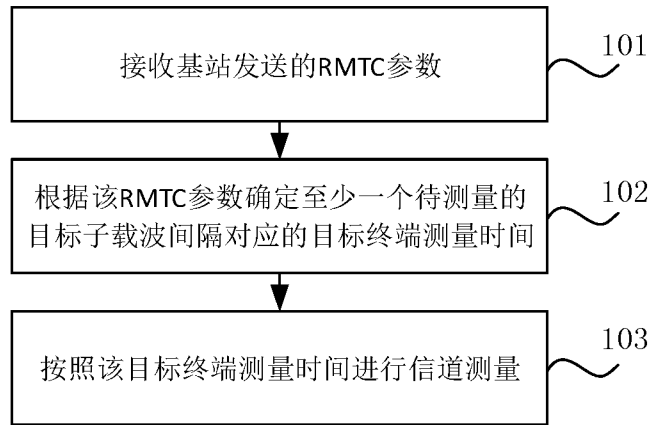 接收基站发送的RMTC参数
101
根据该RMTC参数确定至少一个待测量的
目标子载波间隔对应的目标终端测量时间
102
按照该目标终端测量时间进行信道测量
103